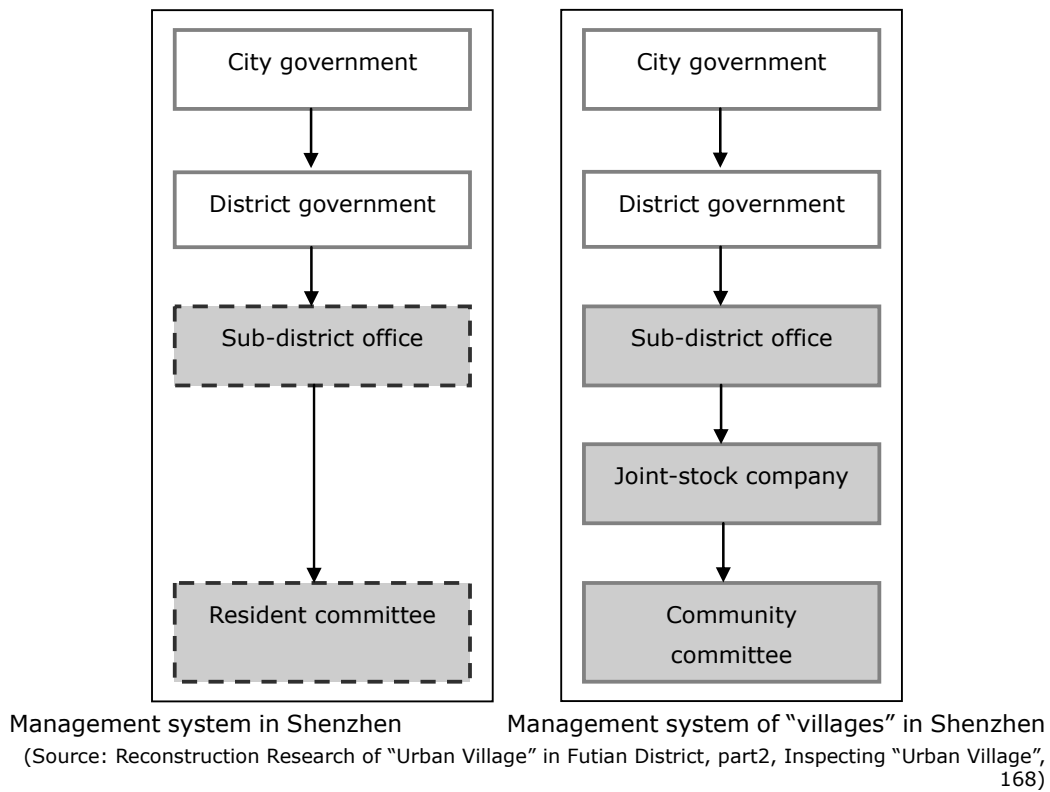 City government
District government
Sub-district office
Resident committee
City government
District government
Sub-district office
Joint-stock company
Community
committee
Management system in Shenzhen
Management system of “villages” in Shenzhen
(Source: Reconstruction Research of “Urban Village” in Futian District, part2, Inspecting “Urban Village”,
168)